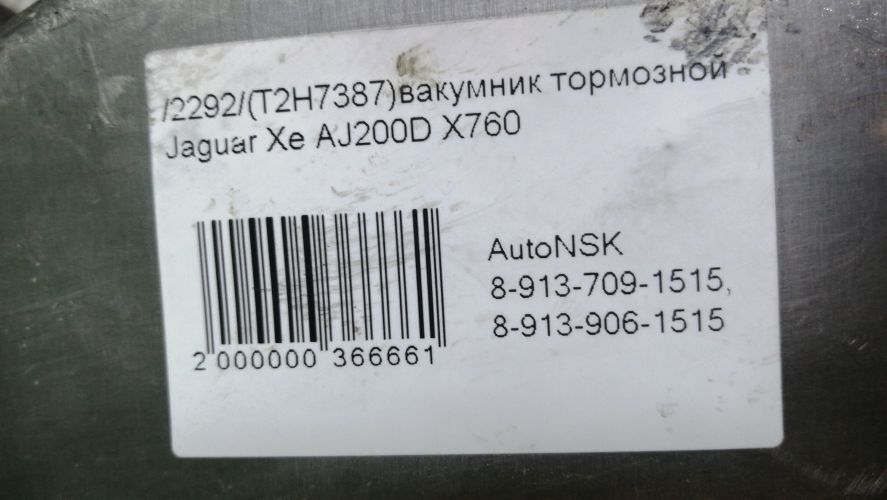 /2292/(T2H7387)вакумник тормозной
Jaguar Xe AJ200D X760
AutoNSK
8-913-709-1515,
8-913-906-1515
2 000000 366661